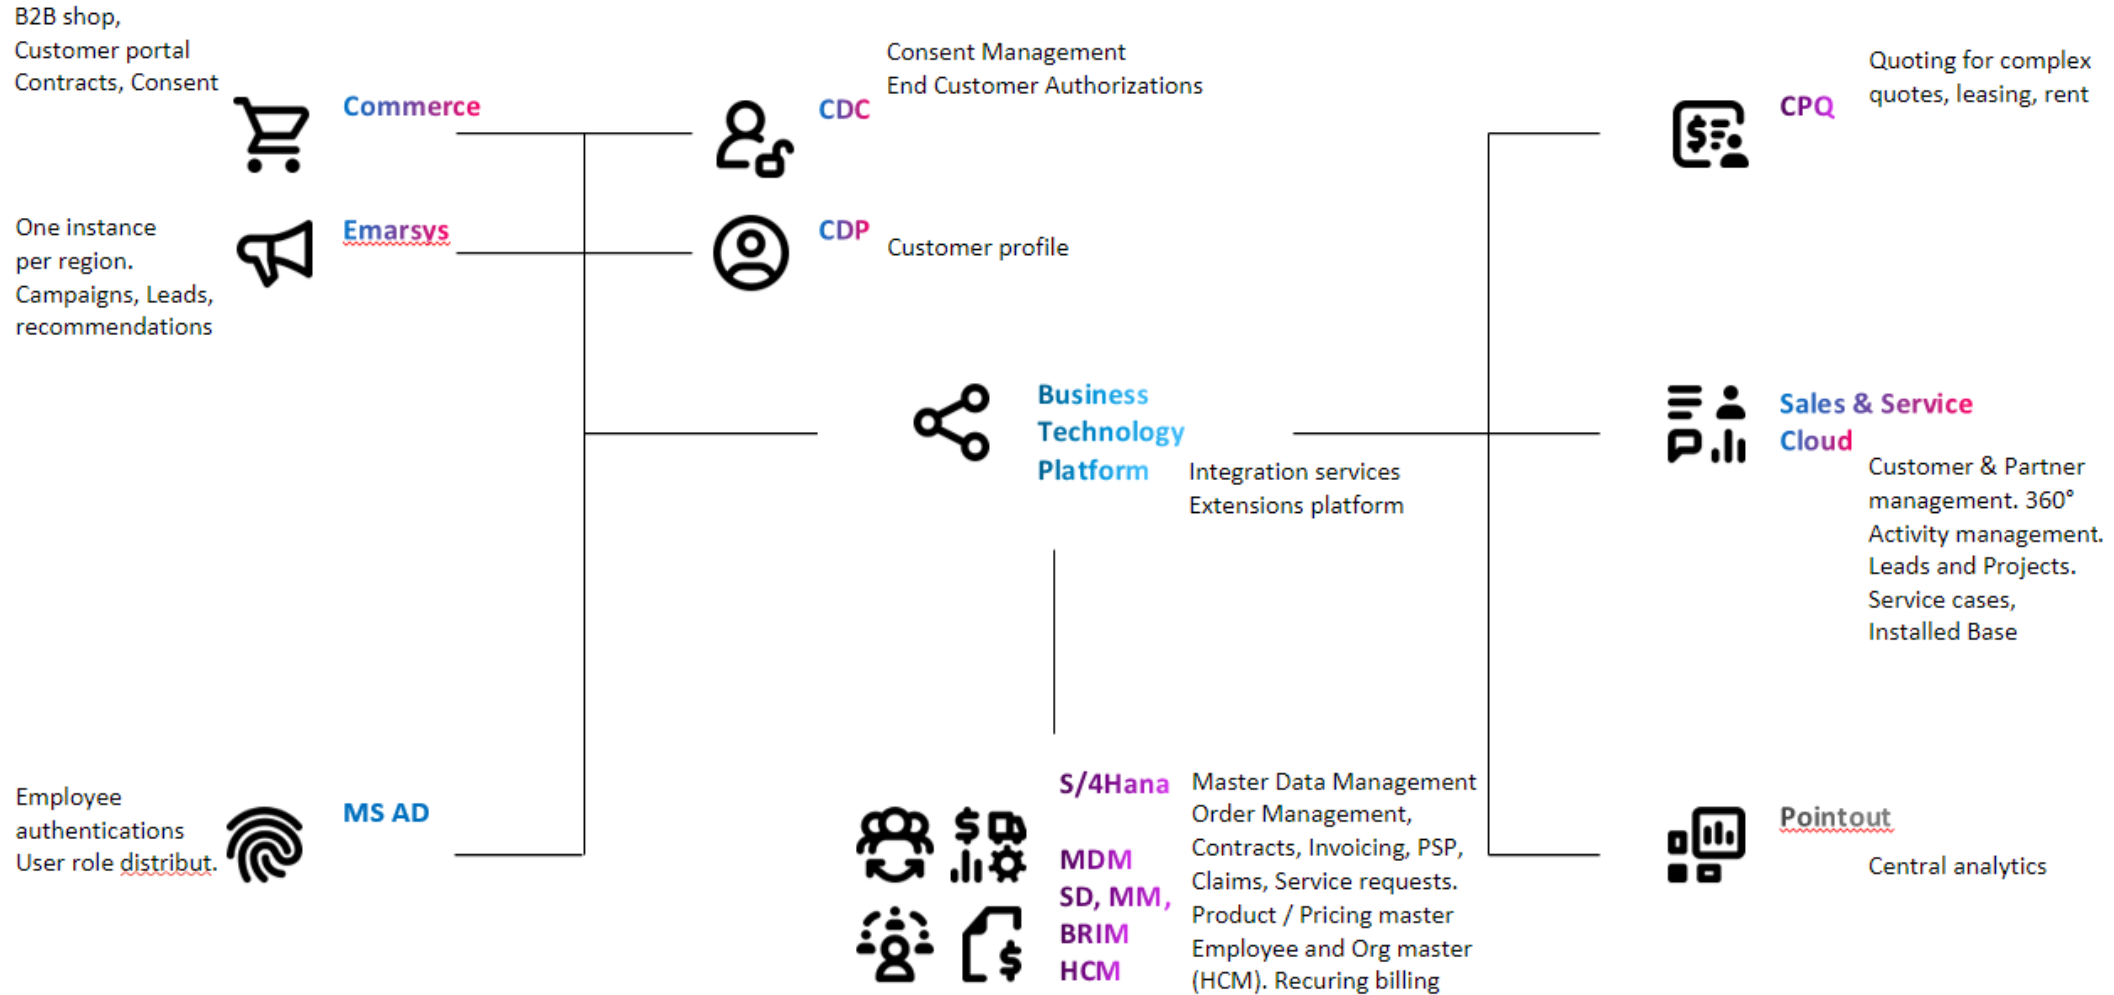 B2B shop,
Customer portal
Contracts, Consent
Commerce
Consent Management
End Customer Authorizations
CDC
Quoting for complex
quotes, leasing, rent
CPQ
One instance
per region.
Campaigns, Leads,
recommendations
Emarsys
CDP
Customer profile
Business
Technology
Platform
Integration services
Extensions platform
Sales & Service
Cloud
Customer & Partner
management. 360°
Activity management.
Leads and Projects.
Service cases,
Installed Base
Employee
authentications
User role distribut.
MS AD
S/4Hana
MDM
SD, MM,
BRIM
HCM
Master Data Management
Order Management,
Contracts, Invoicing, PSP,
Claims, Service requests.
Product / Pricing master
Employee and Org master
(HCM). Recuring billing
Pointout
Central analytics